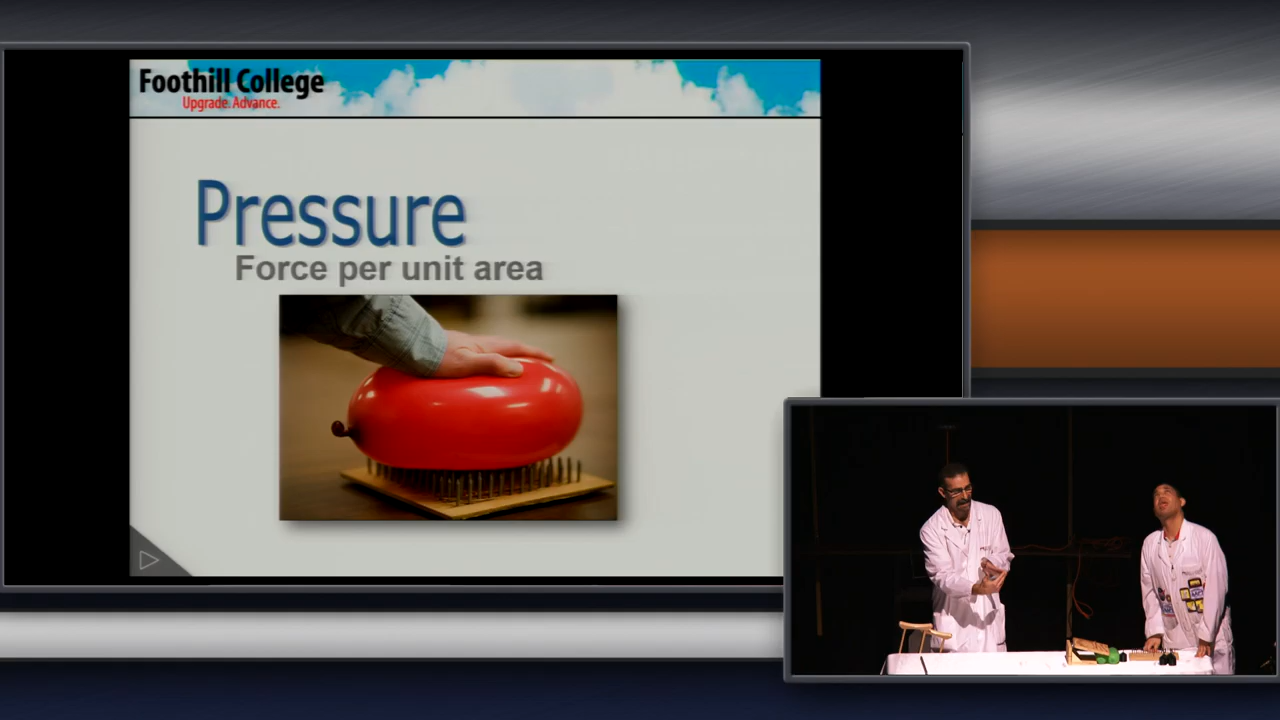 Foothill College
Upgrade. Advance.
Pressure
Force per unit area